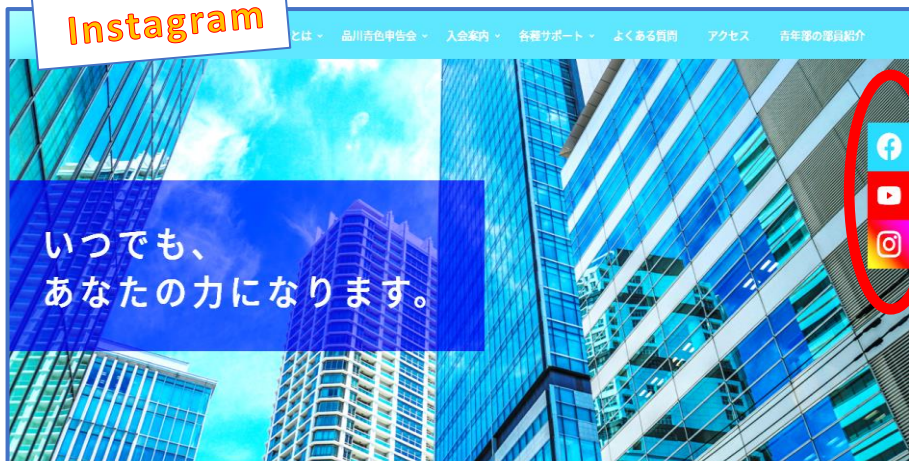 Instagram
とは
品川青色申告会
入会案内
各種サポート
よくある質問
アクセス
青年部の部員紹介
いつでも、
あなたの力になります。